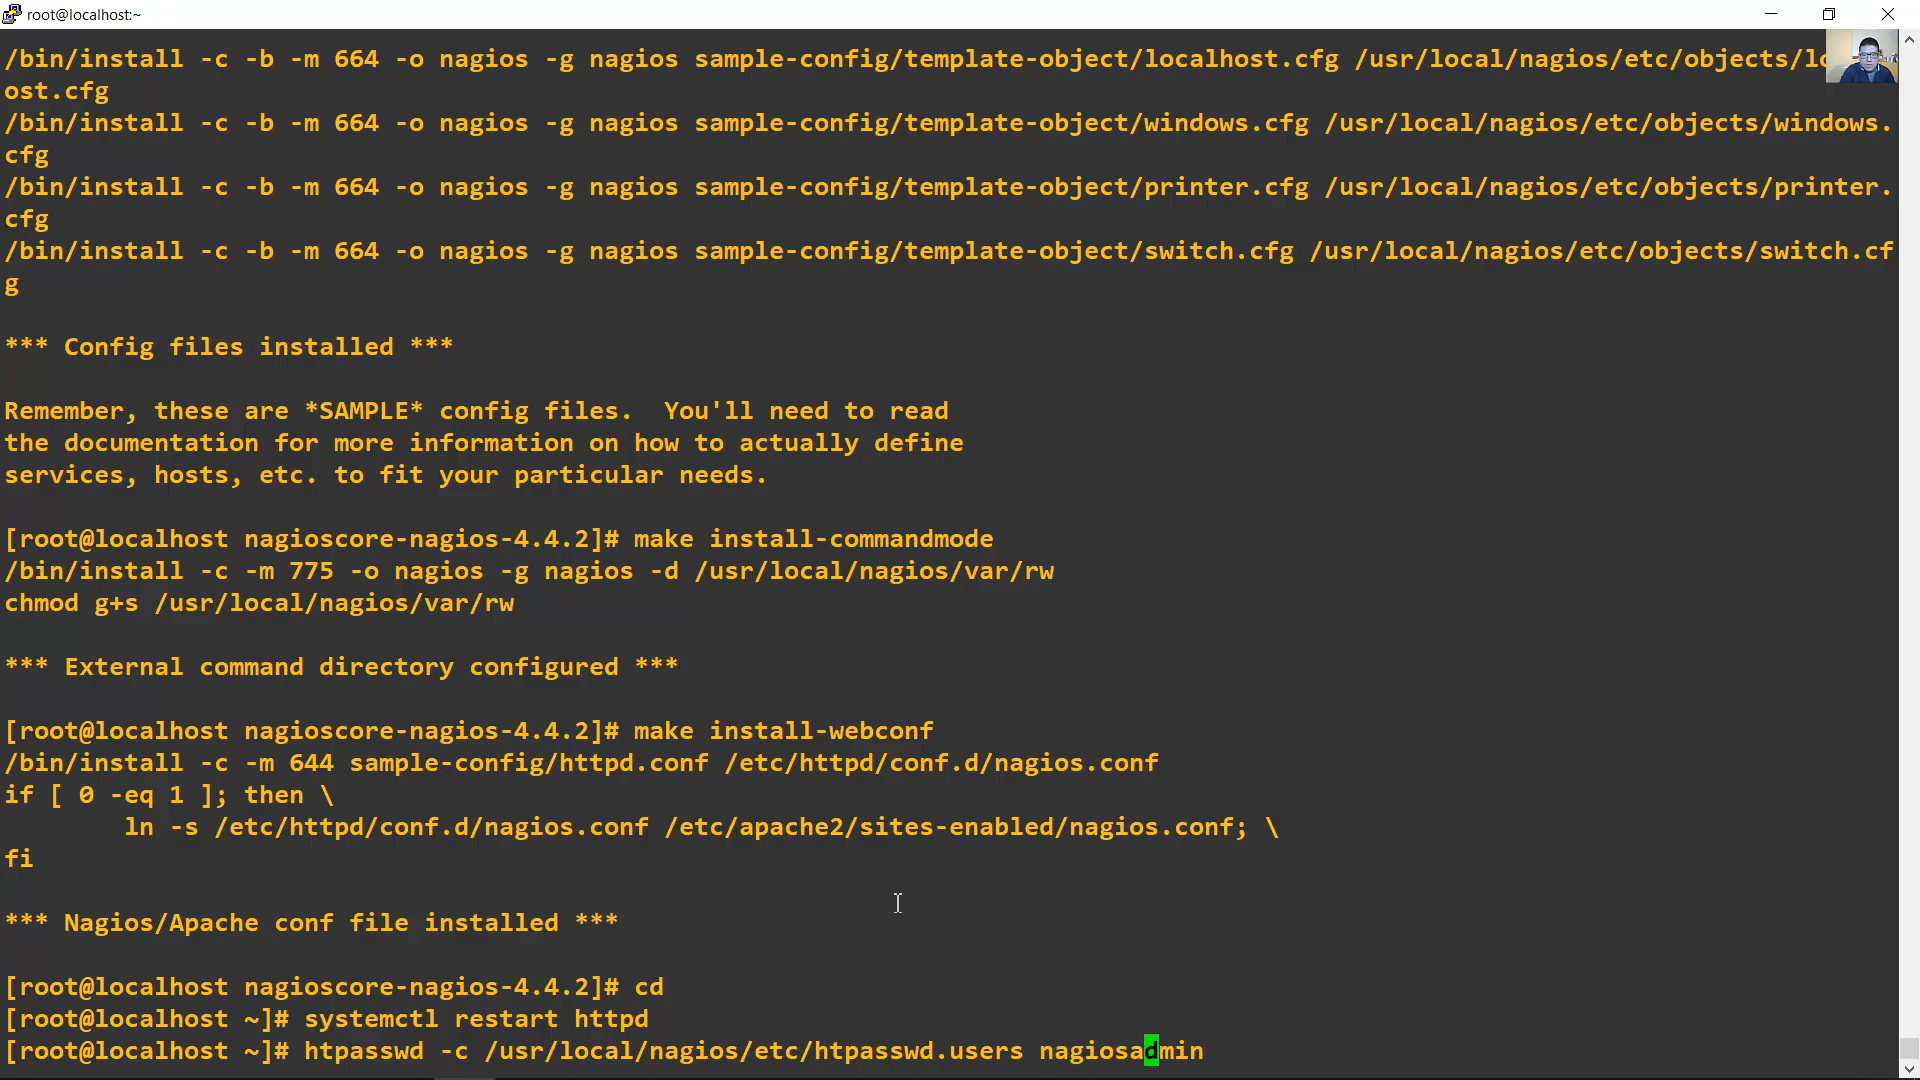 root@localhost:~
/bin/install -c -b -m 664 -o nagios -g nagios sample-config/template-object/localhost.cfg /usr/local/nagios/etc/objects/l
ost.cfg
/bin/install -c -b -m 664 -o nagios -g nagios sample-config/template-object/windows.cfg /usr/local/nagios/etc/objects/windows.
cfg
/bin/install -c -b -m 664 -o nagios -g nagios sample-config/template-object/printer.cfg /usr/local/nagios/etc/objects/printer.
cfg
/bin/install -c -b -m 664 -o nagios -g nagios sample-config/template-object/switch.cfg /usr/local/nagios/etc/objects/switch.cf
g
*** Config files installed ***
Remember, these are *SAMPLE* config files.  You'll need to read
the documentation for more information on how to actually define
services, hosts, etc. to fit your particular needs.
[root@localhost nagioscore-nagios-4.4.2]# make install-commandmode
/bin/install -c -m 775 -o nagios -g nagios -d /usr/local/nagios/var/rw
chmod g+s /usr/local/nagios/var/rw
*** External command directory configured ***
[root@localhost nagioscore-nagios-4.4.2]# make install-webconf
/bin/install -c -m 644 sample-config/httpd.conf /etc/httpd/conf.d/nagios.conf
if [ 0 -eq 1 ]; then \
        ln -s /etc/httpd/conf.d/nagios.conf /etc/apache2/sites-enabled/nagios.conf; \
fi
*** Nagios/Apache conf file installed ***
[root@localhost nagioscore-nagios-4.4.2]# cd
[root@localhost ~]# systemctl restart httpd
[root@localhost ~]# htpasswd -c /usr/local/nagios/etc/htpasswd.users nagiosadmin